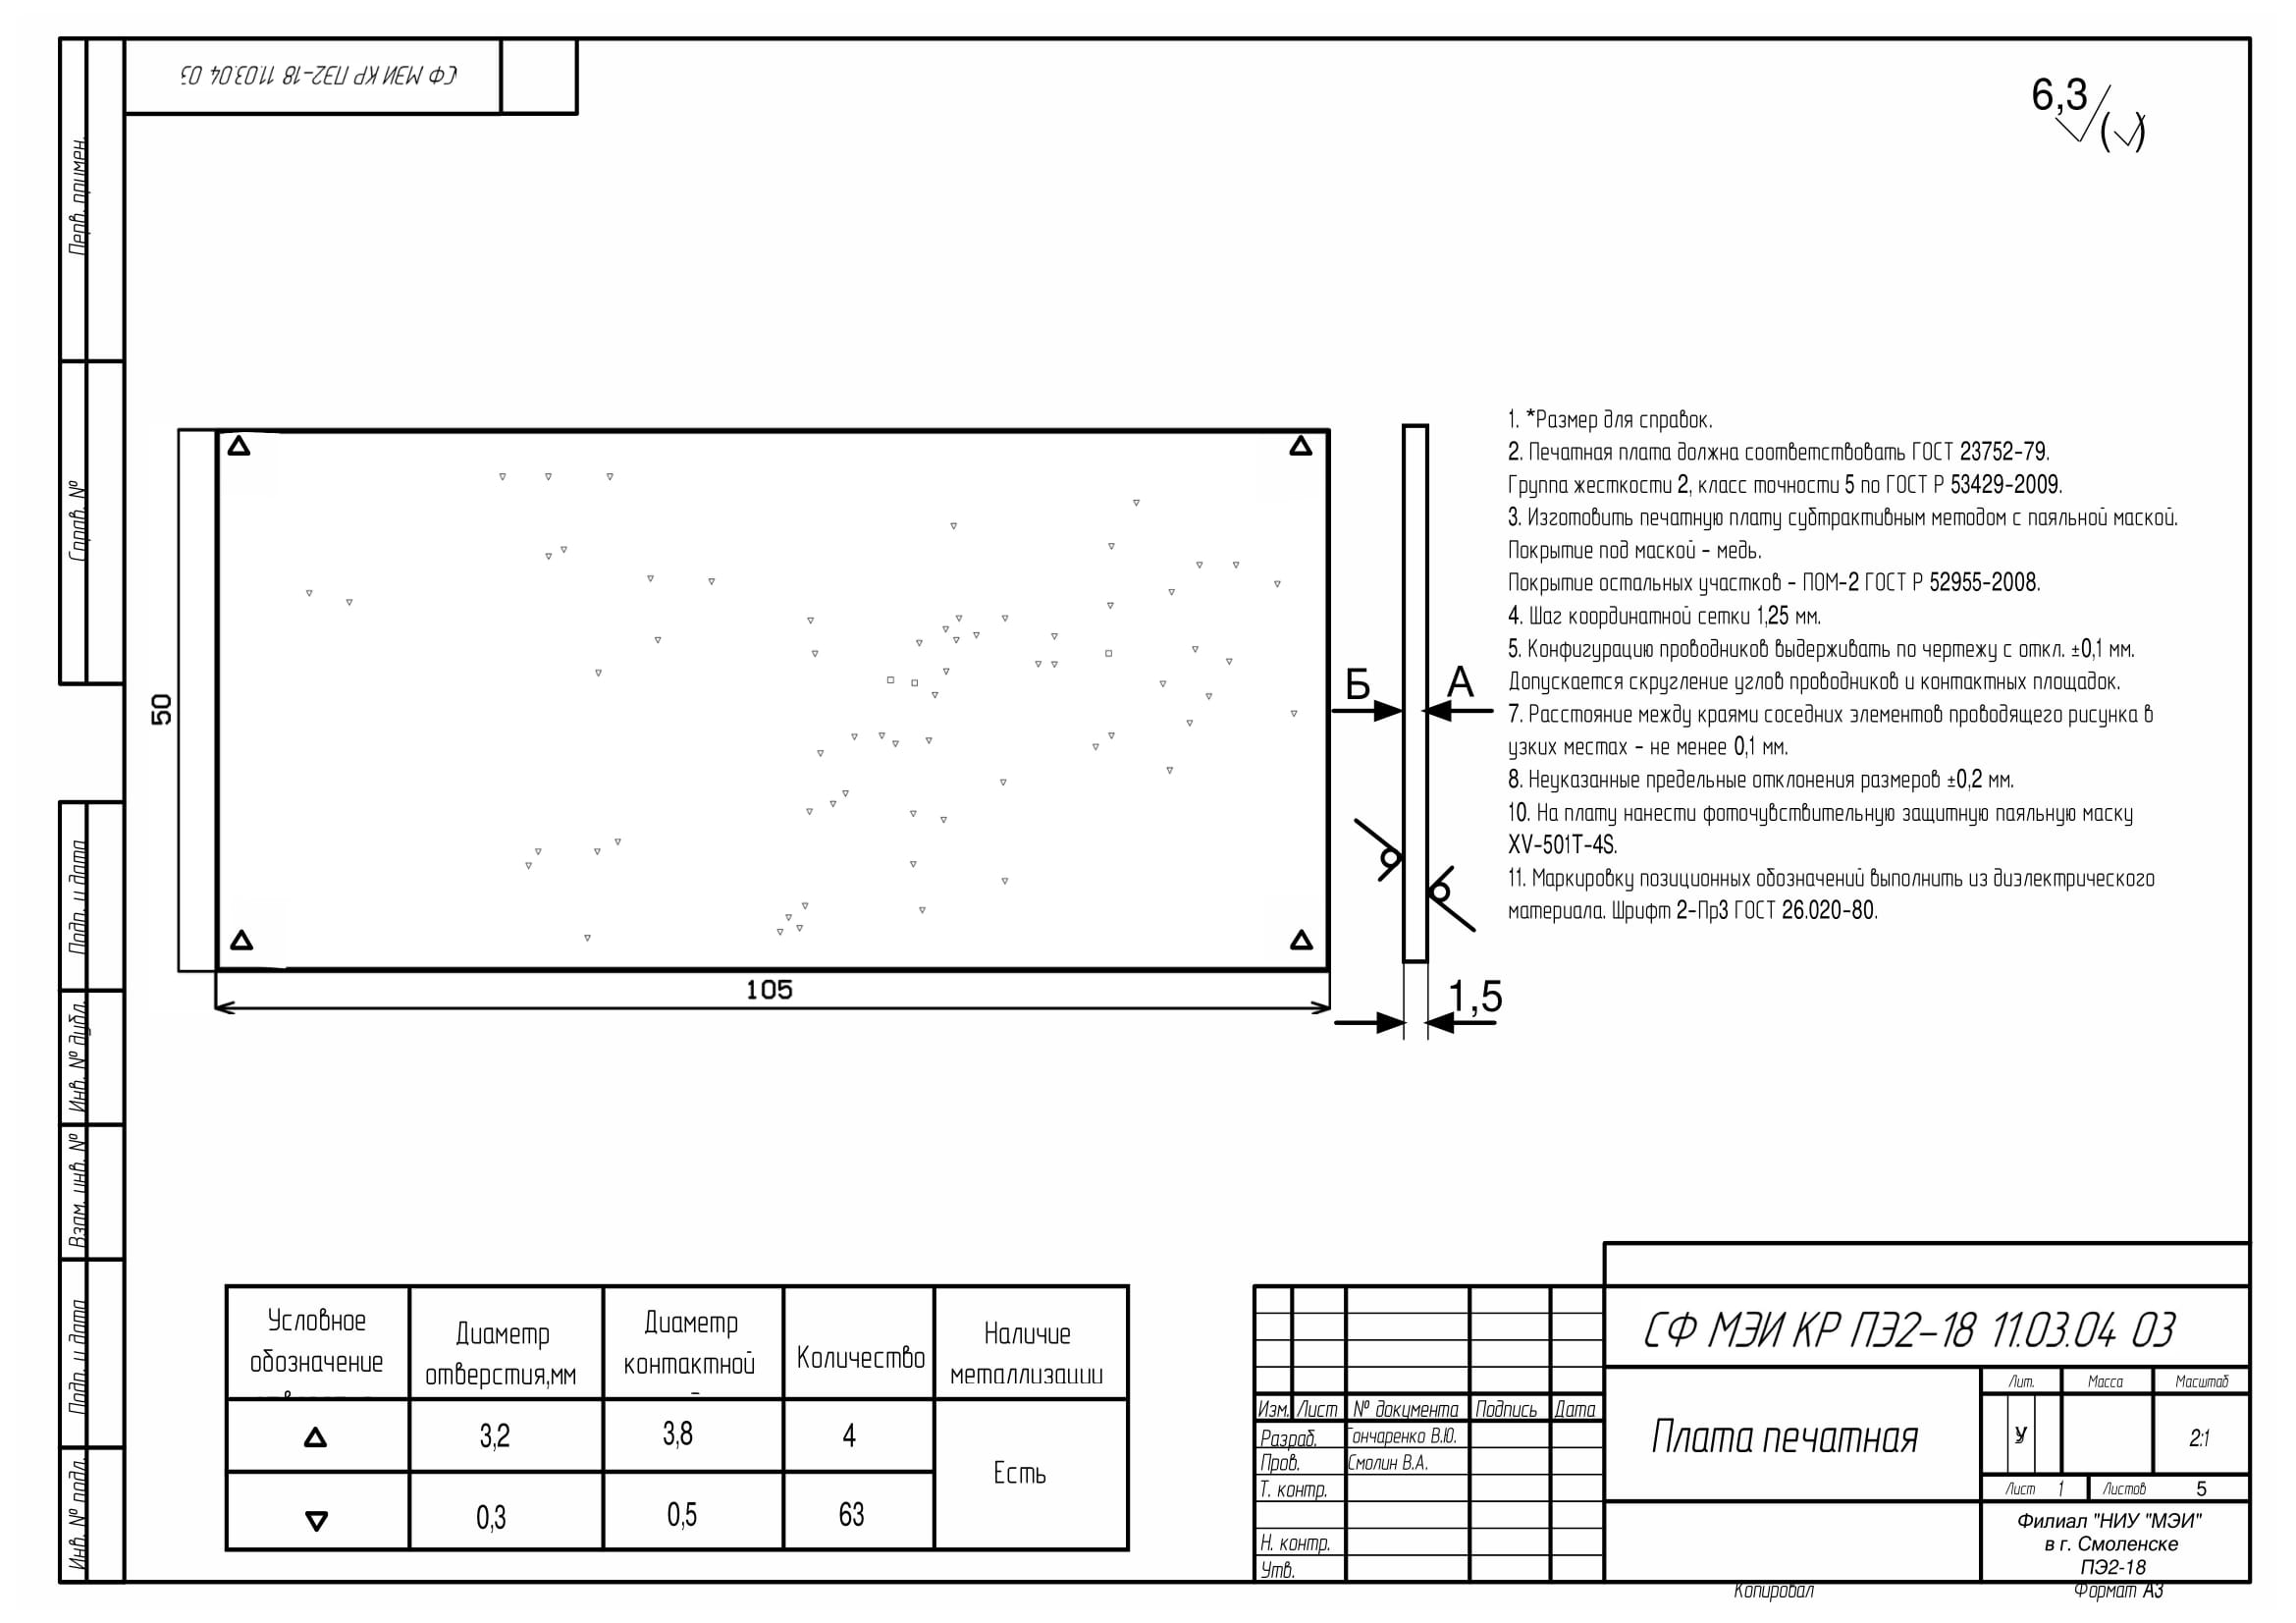 СФ МЭИ КР ПЭ2-18 11.03.04 03
6,3
(✓)
Перв. примен.
Справ. №
Подп. и дата
Инв. № дубл.
Взам. инв. №
Подп. и дата
Инв. № подл.
50
105
Б
А
1,5
1. *Размер для справок.
2. Печатная плата должна соответствовать ГОСТ 23752-79.
Группа жесткости 2, класс точности 5 по ГОСТ Р 53429-2009.
3. Изготовить печатную плату субтрактивным методом с паяльной маской.
Покрытие под маской - медь.
Покрытие остальных участков - ПОМ-2 ГОСТ Р 52955-2008.
4. Шаг координатной сетки 1,25 мм.
5. Конфигурацию проводников выдерживать по чертежу с откл. ±0,1 мм.
Допускается скругление углов проводников и контактных площадок.
7. Расстояние между краями соседних элементов проводящего рисунка в
узких местах - не менее 0,1 мм.
8. Неуказанные предельные отклонения размеров ±0,2 мм.
10. На плату нанести фоточувствительную защитную паяльную маску
XV-501T-4S.
11. Маркировку позиционных обозначений выполнить из диэлектрического
материала. Шрифт 2-Пр3 ГОСТ 26.020-80.
Условное
обозначение
Диаметр
отверстия,мм
Диаметр
контактной
Количество
Наличие
металлизации
3,2
3,8
4
Есть
0,3
0,5
63
СФ МЭИ КР ПЭ2-18 11.03.04 03
Изм.
Лист
№ документа
Подпись
Дата
Разраб.
Гончаренко В.Ю.
Пров.
Смолин В.А.
Т. контр.
Н. контр.
Утв.
Плата печатная
Лит.
Масса
Масштаб
У
2:1
Лист 1
Листов 5
Филиал "НИУ "МЭИ"
в г. Смоленске
ПЭ2-18
Копировал
Формат А3